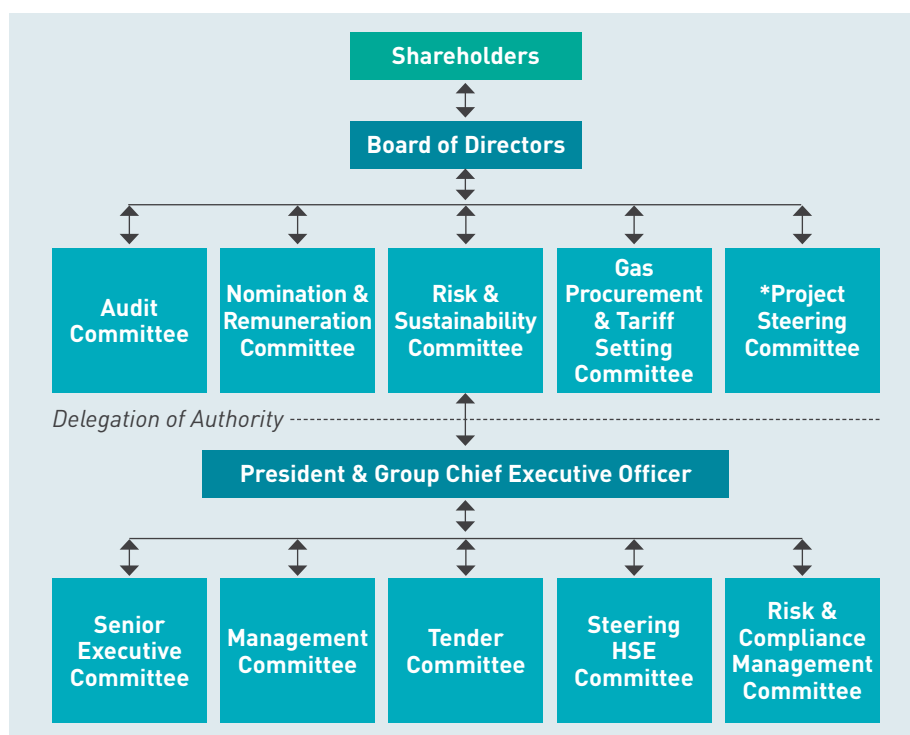 Shareholders
Board of Directors
Audit
Committee
Nomination &
Remuneration
Committee
Risk &
Sustainability
Committee
Gas
Procurement
& Tariff
Setting
Committee
*Project
Steering
Committee
Delegation of Authority
President & Group Chief Executive Officer
Senior
Executive
Committee
Management
Committee
Tender
Committee
Steering
HSE
Committee
Risk &
Compliance
Management
Committee